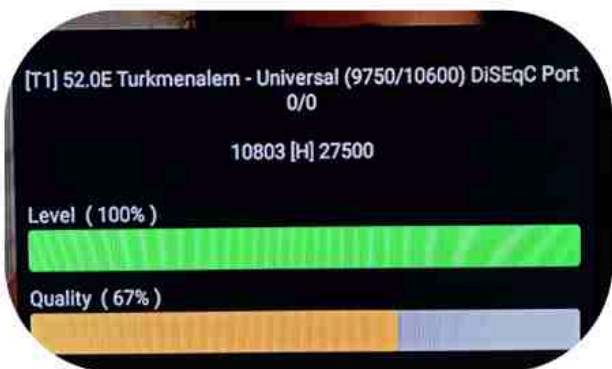 [T1] 52.0E Turkmenalem - Universal (9750/10600) DiSEqC Port
0/0
10803 [H] 27500
Level ( 100% )
Quality ( 67% )